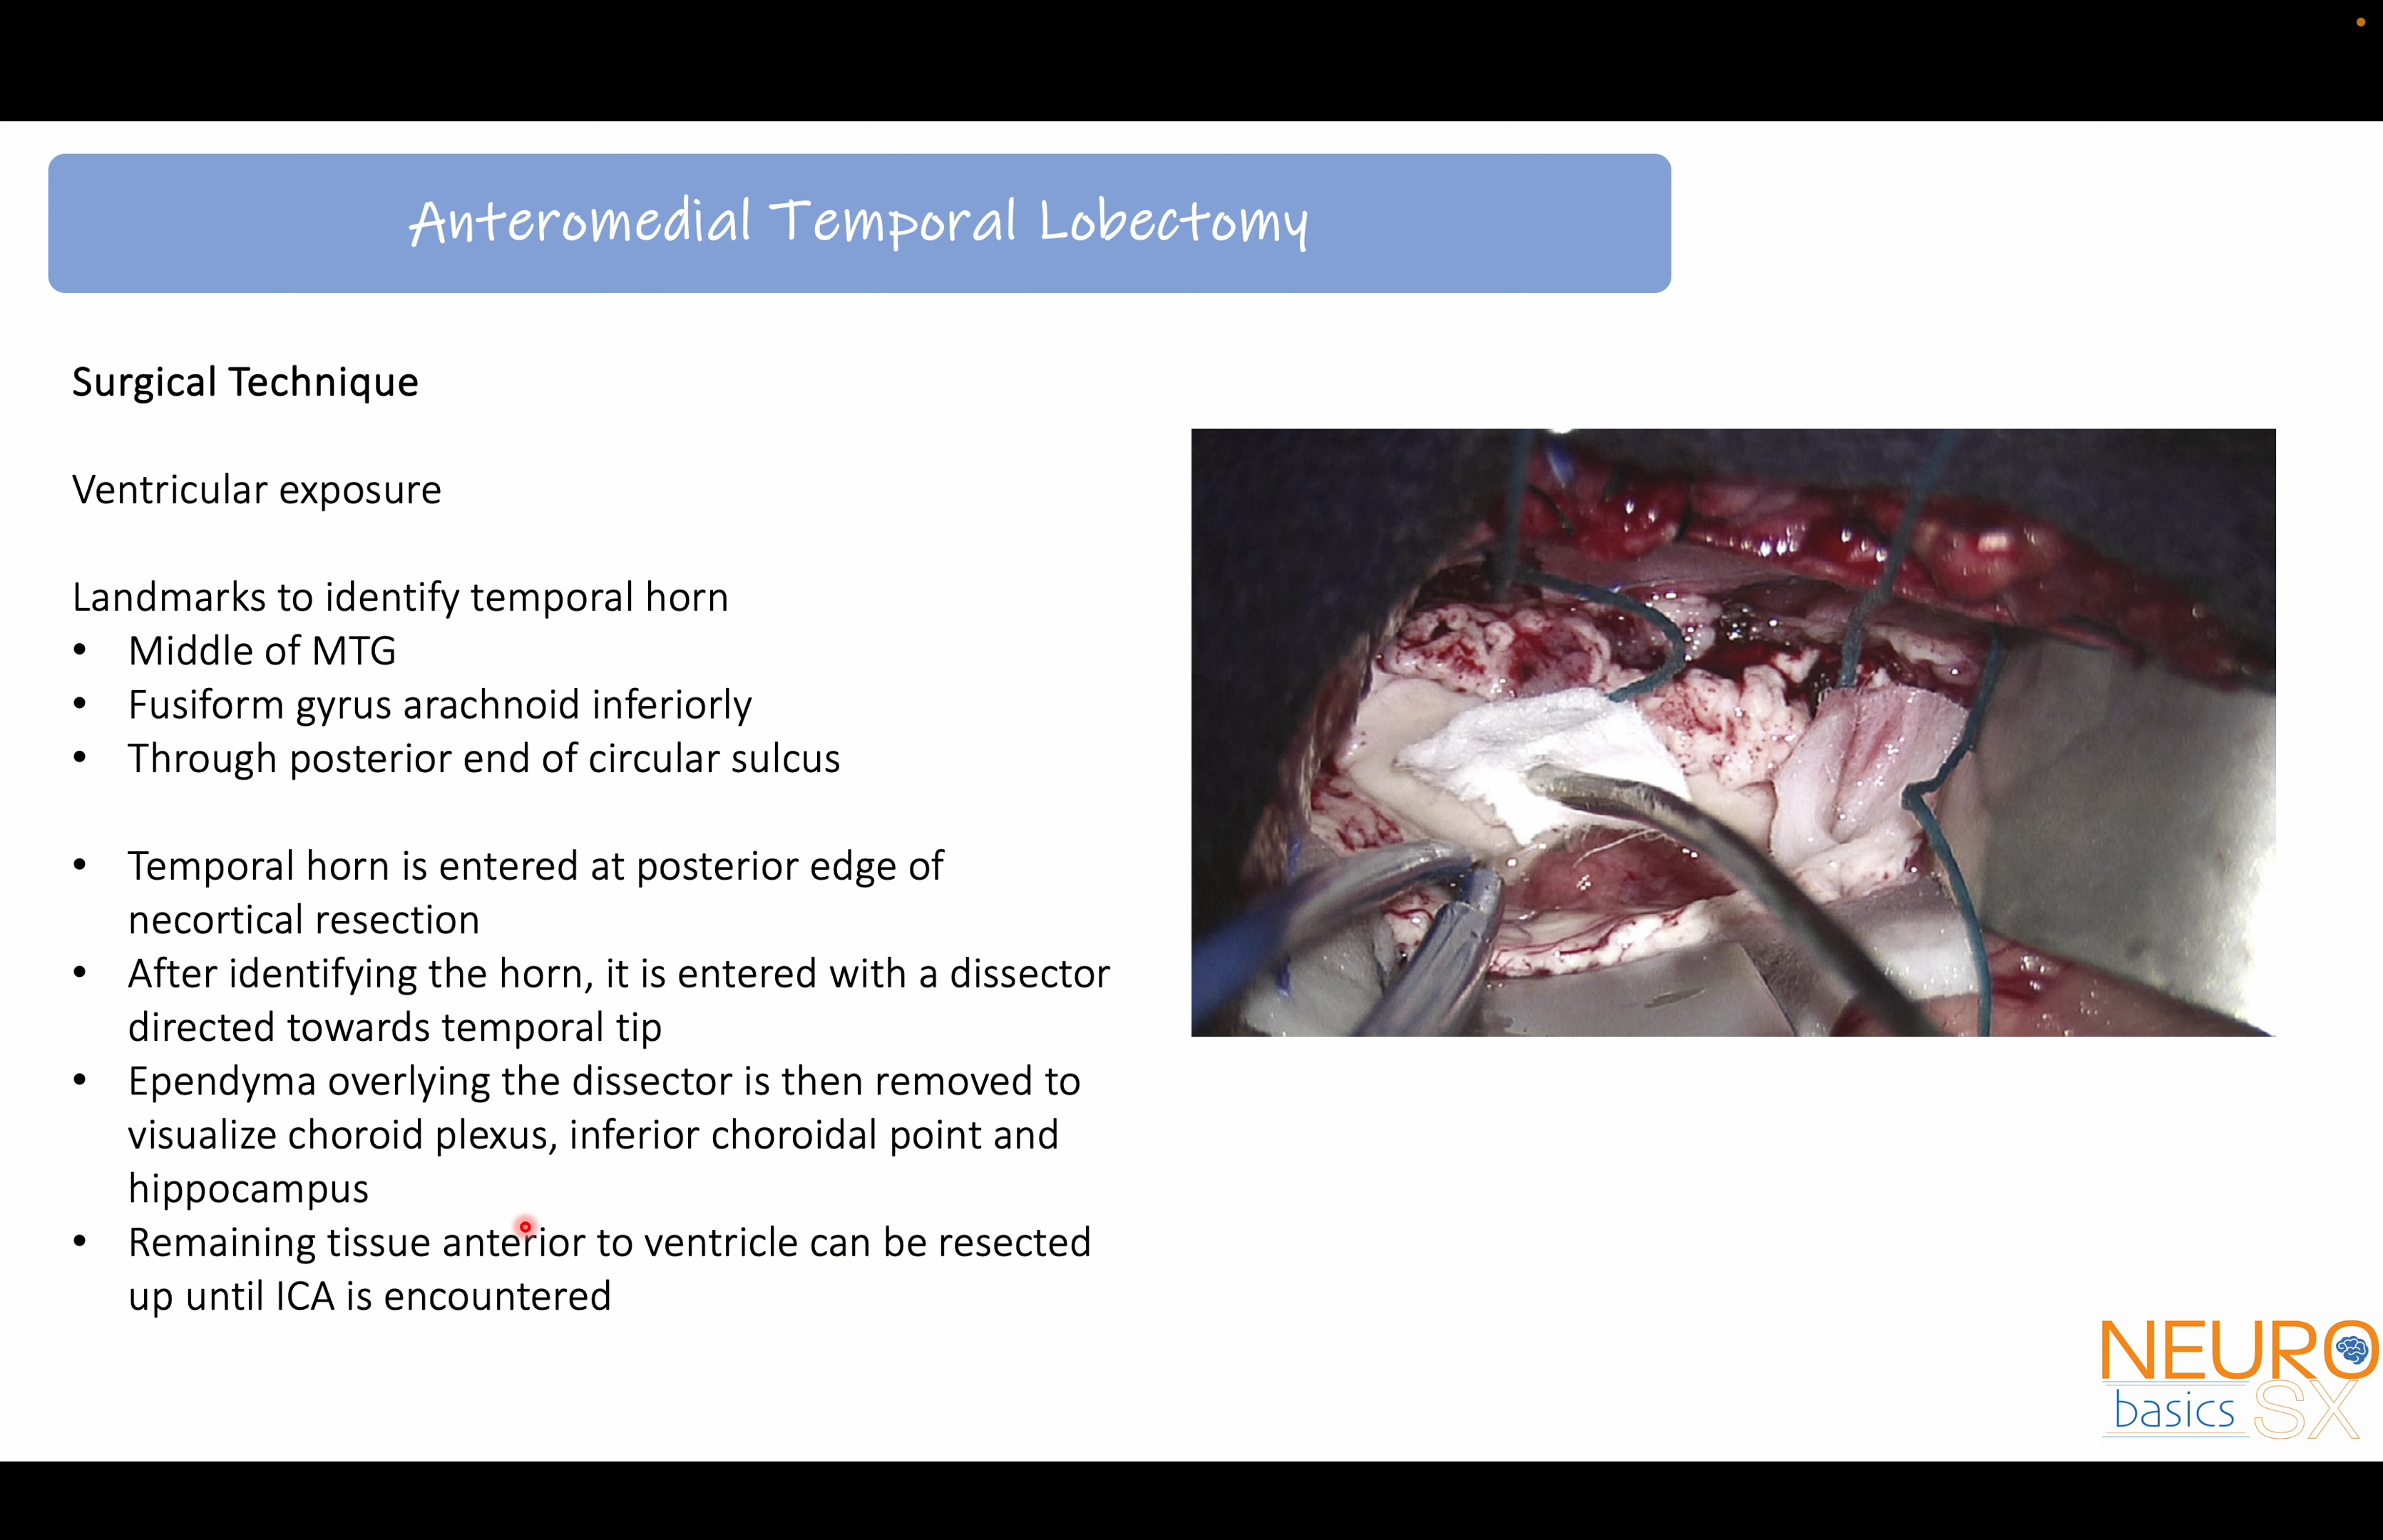 Anteromedial Temporal Lobectomy
Surgical Technique
Ventricular exposure
Landmarks to identify temporal horn
• Middle of MTG
• Fusiform gyrus arachnoid inferiorly
• Through posterior end of circular sulcus
• Temporal horn is entered at posterior edge of
necortical resection
• After identifying the horn, it is entered with a dissector
directed towards temporal tip
• Ependyma overlying the dissector is then removed to
visualize choroid plexus, inferior choroidal point and
hippocampus
• Remaining tissue anterior to ventricle can be resected
up until ICA is encountered
NEURO
basics SX